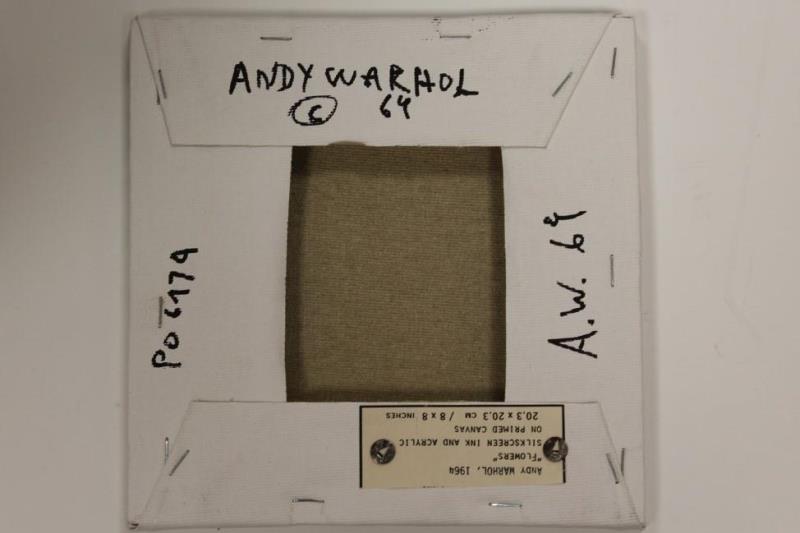 ANDY WARHOL
© 64
PO 6179
A.W. 64
ANDY WARHOL, 1964
"FLOWERS"
SILKSCREEN INK AND ACRYLIC
ON PRIMED CANVAS
20.3 x 20.3 CM / 8 x 8 INCHES